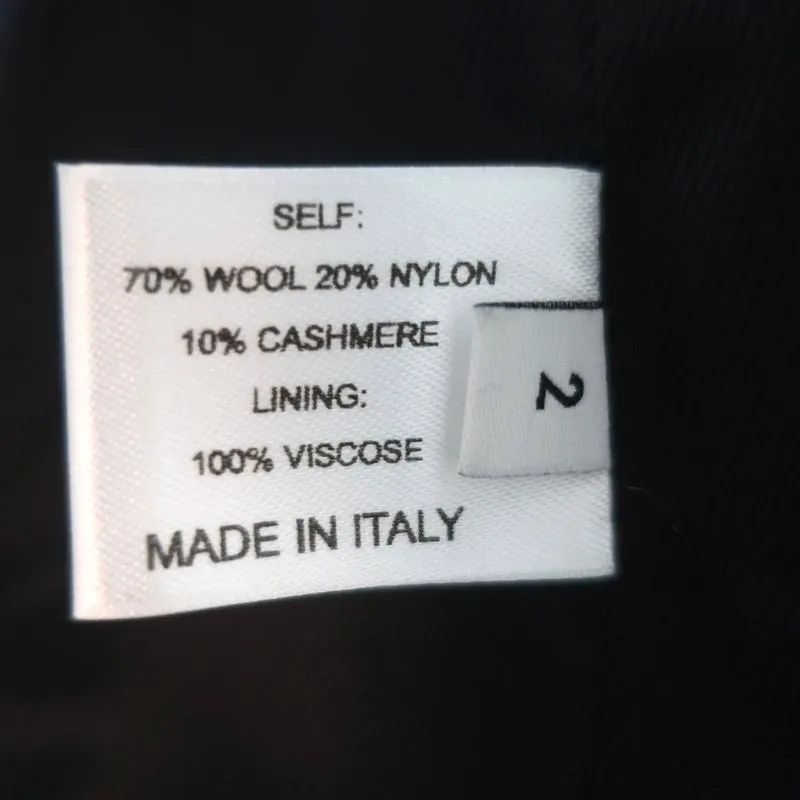 SELF:
70% WOOL 20% NYLON
10% CASHMERE
LINING:
100% VISCOSE
MADE IN ITALY
2